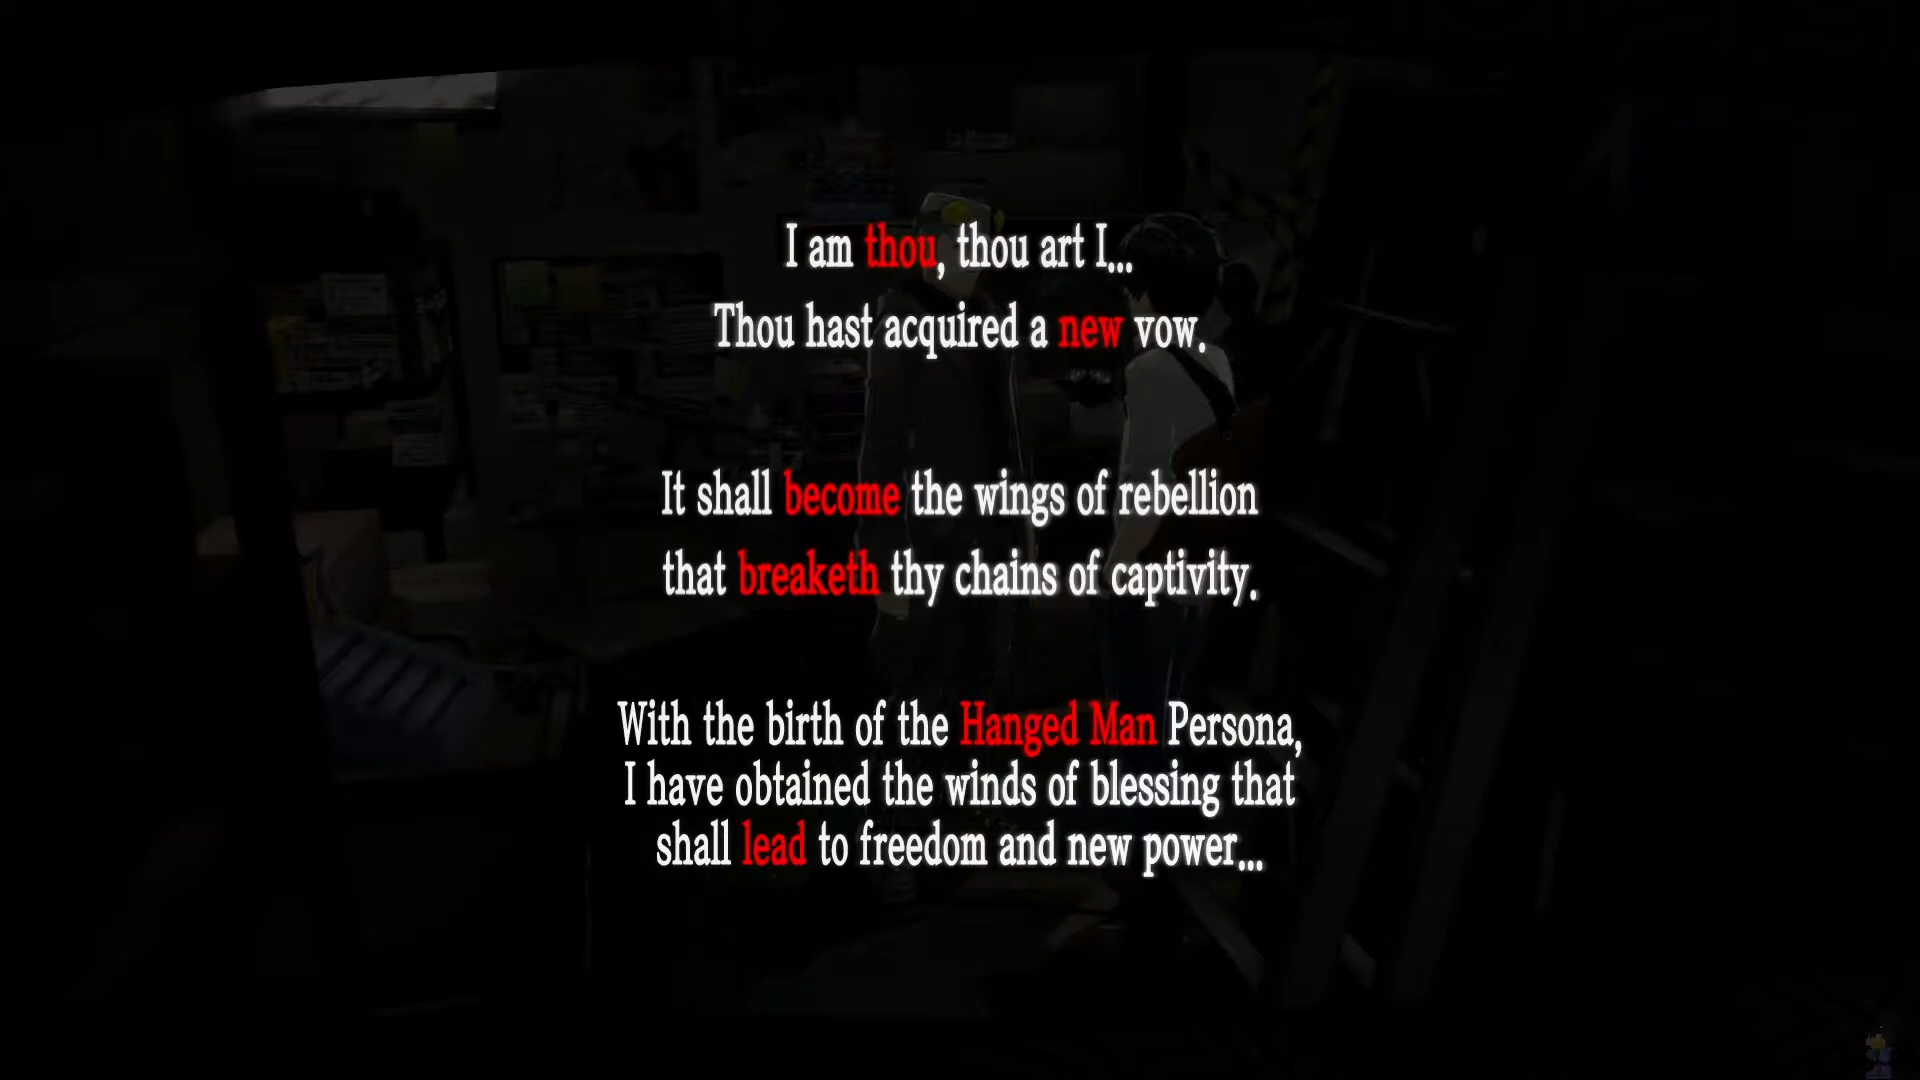 I am thou, thou art I...
Thou hast acquired a new vow.
It shall become the wings of rebellion
that breaketh thy chains of captivity.
With the birth of the Hanged Man Persona,
I have obtained the winds of blessing that
shall lead to freedom and new power...